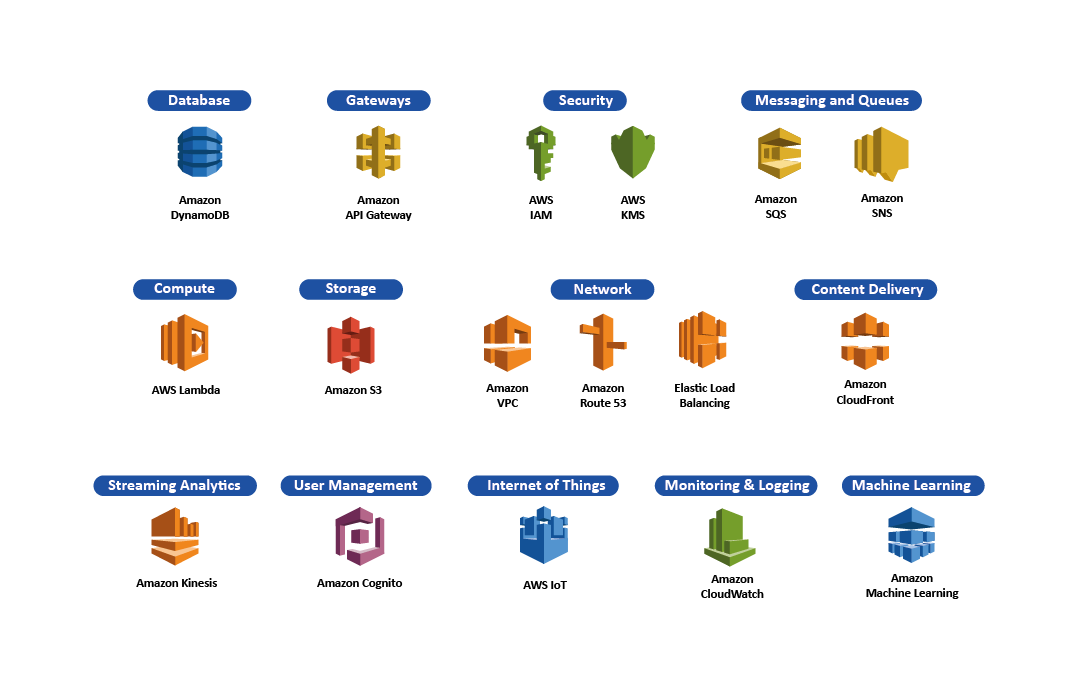 Database
Gateways
Security
Messaging and Queues
Amazon
DynamoDB
Amazon
API Gateway
AWS
IAM
AWS
KMS
Amazon
SQS
Amazon
SNS
Compute
Storage
Network
Content Delivery
AWS Lambda
Amazon S3
Amazon
VPC
Amazon
Route 53
Elastic Load
Balancing
Amazon
CloudFront
Streaming Analytics
User Management
Internet of Things
Monitoring & Logging
Machine Learning
Amazon Kinesis
Amazon Cognito
AWS IoT
Amazon
CloudWatch
Amazon
Machine Learning